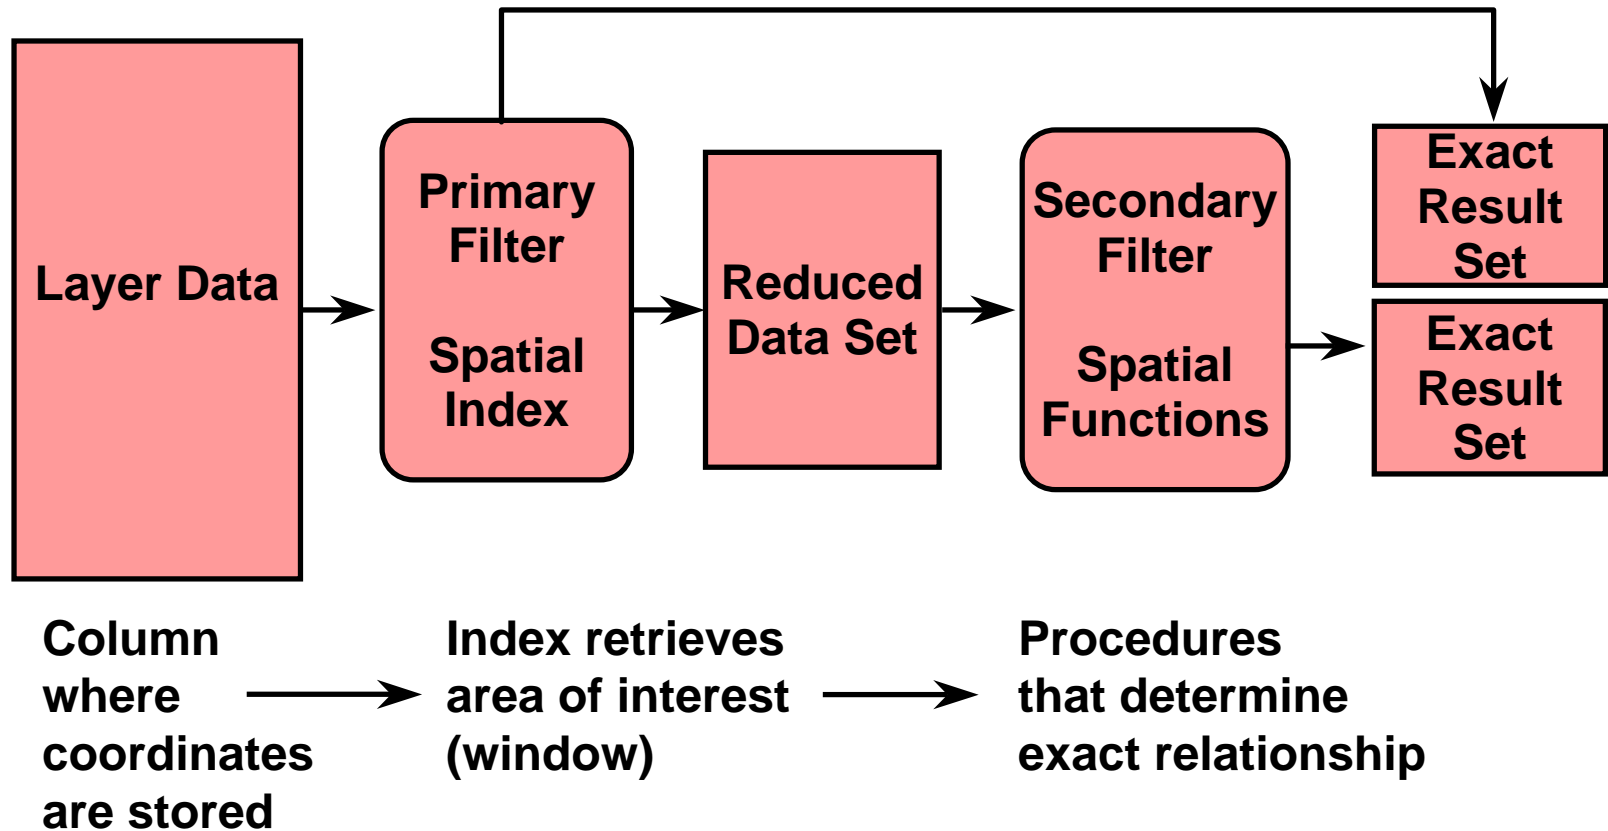 Layer Data
Primary
Filter
Spatial
Index
Reduced
Data Set
Secondary
Filter
Spatial
Functions
Exact
Result
Set
Exact
Result
Set
Column
where
coordinates
are stored
Index retrieves
area of interest
(window)
Procedures
that determine
exact relationship